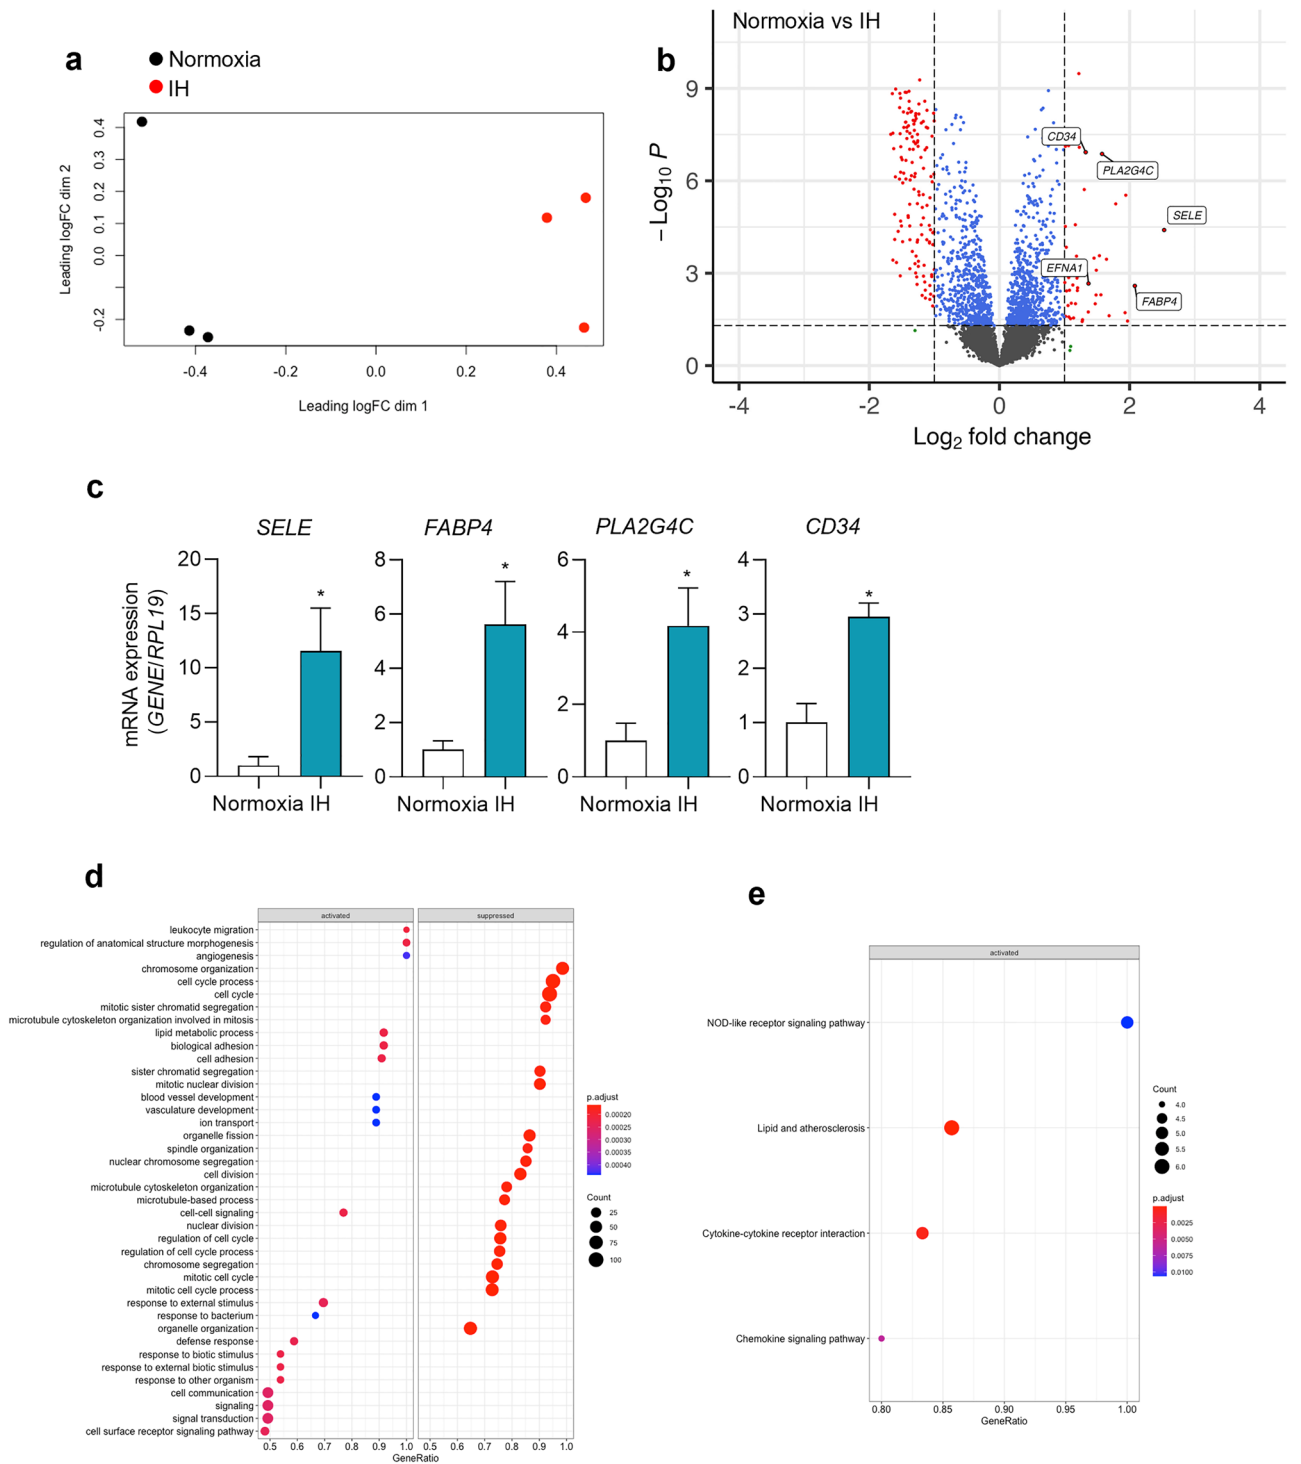 a
Normoxia
IH
Leading logFC dim 2
0.4
0.3
0.2
0.1
0.0
-0.2
-0.4
-0.2
0.0
0.2
0.4
Leading logFC dim 1
b
Normoxia vs IH
−Log10 P
9
6
3
0
CD34
PLA2G4C
SELE
EFNA1
FABP4
-4
-2
0
2
4
Log2 fold change
c
mRNA expression
(GENE/RPL19)
SELE
20
15
10
5
0
*
Normoxia IH
FABP4
8
6
4
2
0
*
Normoxia IH
PLA2G4C
6
4
2
0
*
Normoxia IH
CD34
4
3
2
1
0
*
Normoxia IH
d
activated
suppressed
leukocyte migration
regulation of anatomical structure morphogenesis
angiogenesis
chromosome organization
cell cycle process
cell cycle
mitotic sister chromatid segregation
microtubule cytoskeleton organization involved in mitosis
lipid metabolic process
biological adhesion
cell adhesion
sister chromatid segregation
mitotic nuclear division
blood vessel development
vasculature development
ion transport
organelle fission
spindle organization
nuclear chromosome segregation
cell division
microtubule cytoskeleton organization
microtubule-based process
cell-cell signaling
nuclear division
regulation of cell cycle
regulation of cell cycle process
chromosome segregation
mitotic cell cycle
mitotic cell cycle process
response to external stimulus
response to bacterium
organelle organization
defense response
response to biotic stimulus
response to external biotic stimulus
response to other organism
cell communication
signaling
signal transduction
cell surface receptor signaling pathway
0.5 0.6 0.7 0.8 0.9 1.0
0.5 0.6 0.7 0.8 0.9 1.0
GeneRatio
p.adjust
0.00020
0.00025
0.00030
0.00035
0.00040
Count
25
50
75
100
e
activated
NOD-like receptor signaling pathway
Lipid and atherosclerosis
Cytokine-cytokine receptor interaction
Chemokine signaling pathway
0.80
0.85
0.90
0.95
1.00
GeneRatio
Count
4.0
4.5
5.0
5.5
6.0
p.adjust
0.0025
0.0050
0.0075
0.0100